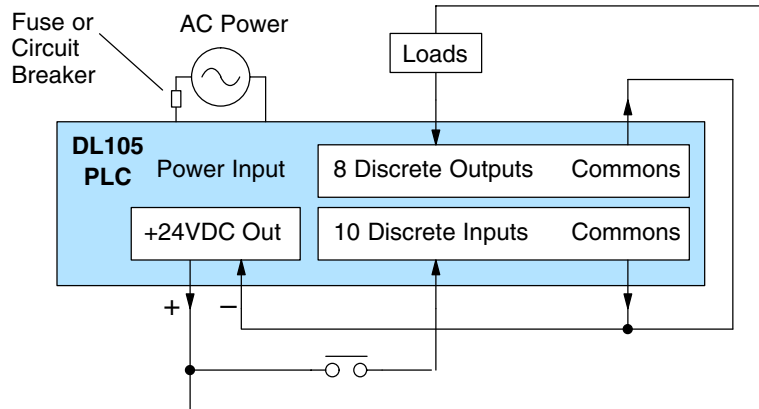 Fuse or
Circuit
Breaker
AC Power
Loads
DL105
PLC
Power Input
8 Discrete Outputs Commons
+24VDC Out
10 Discrete Inputs Commons
+ –